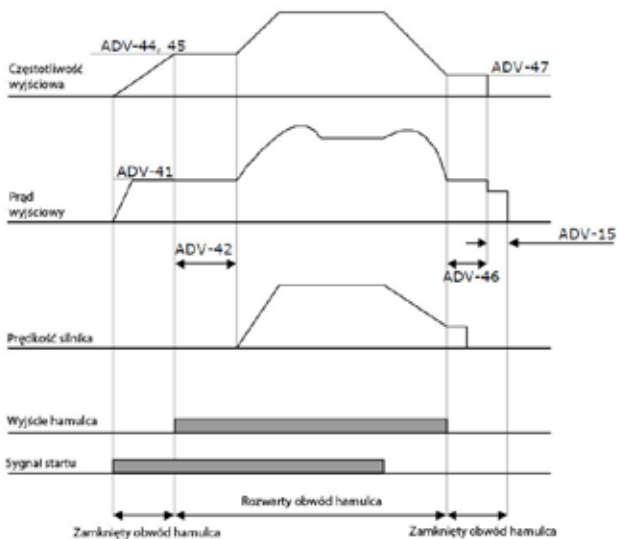 ADV-44, 45
Częstotliwość
wyjściowa
ADV-47
ADV-41
Prąd
wyjściowy
ADV-42
ADV-15
ADV-46
Prędkość silnika
Wyjście hamulca
Sygnał startu
Rozwarty obwód hamulca
Zamknięty obwód hamulca
Zamknięty obwód hamulca